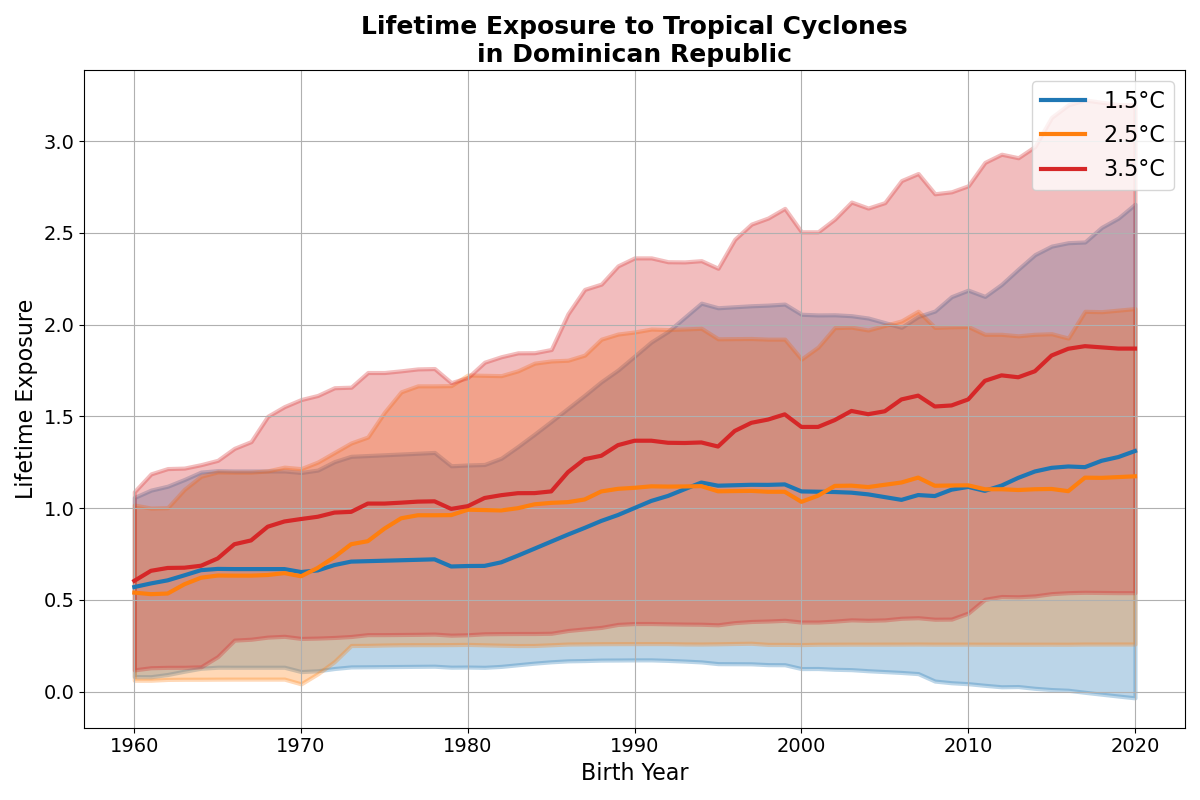 Lifetime Exposure to Tropical Cyclones
in Dominican Republic
1.5°C
2.5°C
3.5°C
Lifetime Exposure
3.0
2.5
2.0
1.5
1.0
0.5
0.0
1960
1970
1980
1990
2000
2010
2020
Birth Year